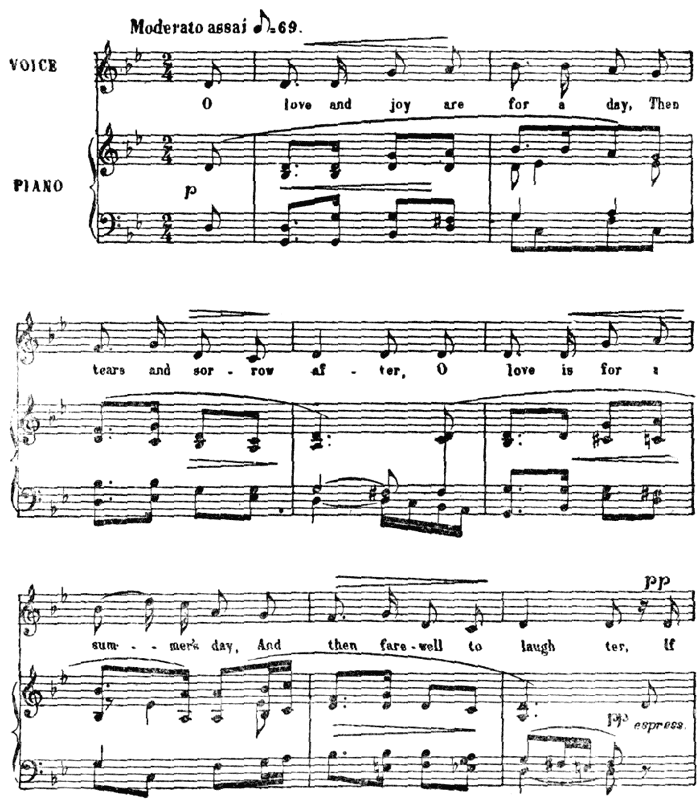 Moderato assai ♪=69.
VOICE
O love and joy are for a day, Then
PIANO
p
tears and sor- row af - ter, O love is for a
pp
sum - - mer's day, And then fare-well to laugh ter, If
pp espress.